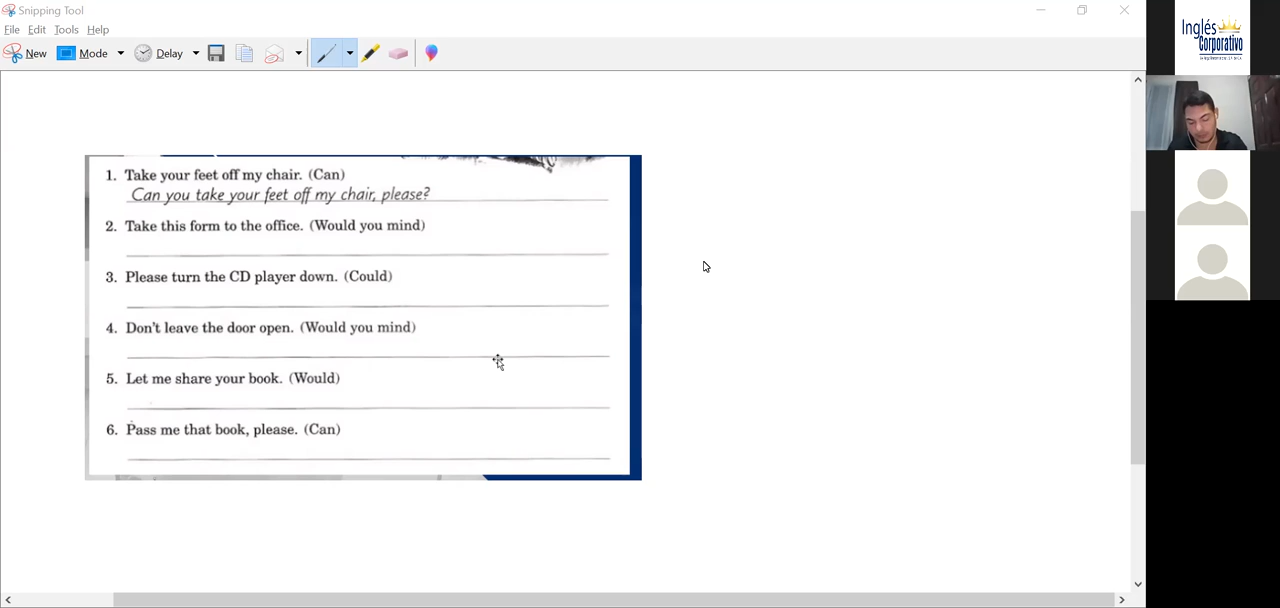 Snipping Tool
File Edit Tools Help
New Mode Delay
1. Take your feet off my chair. (Can)
Can you take your feet off my chair, please?
2. Take this form to the office. (Would you mind)
3. Please turn the CD player down. (Could)
4. Don't leave the door open. (Would you mind)
5. Let me share your book. (Would)
6. Pass me that book, please. (Can)
Inglés
Corporativo